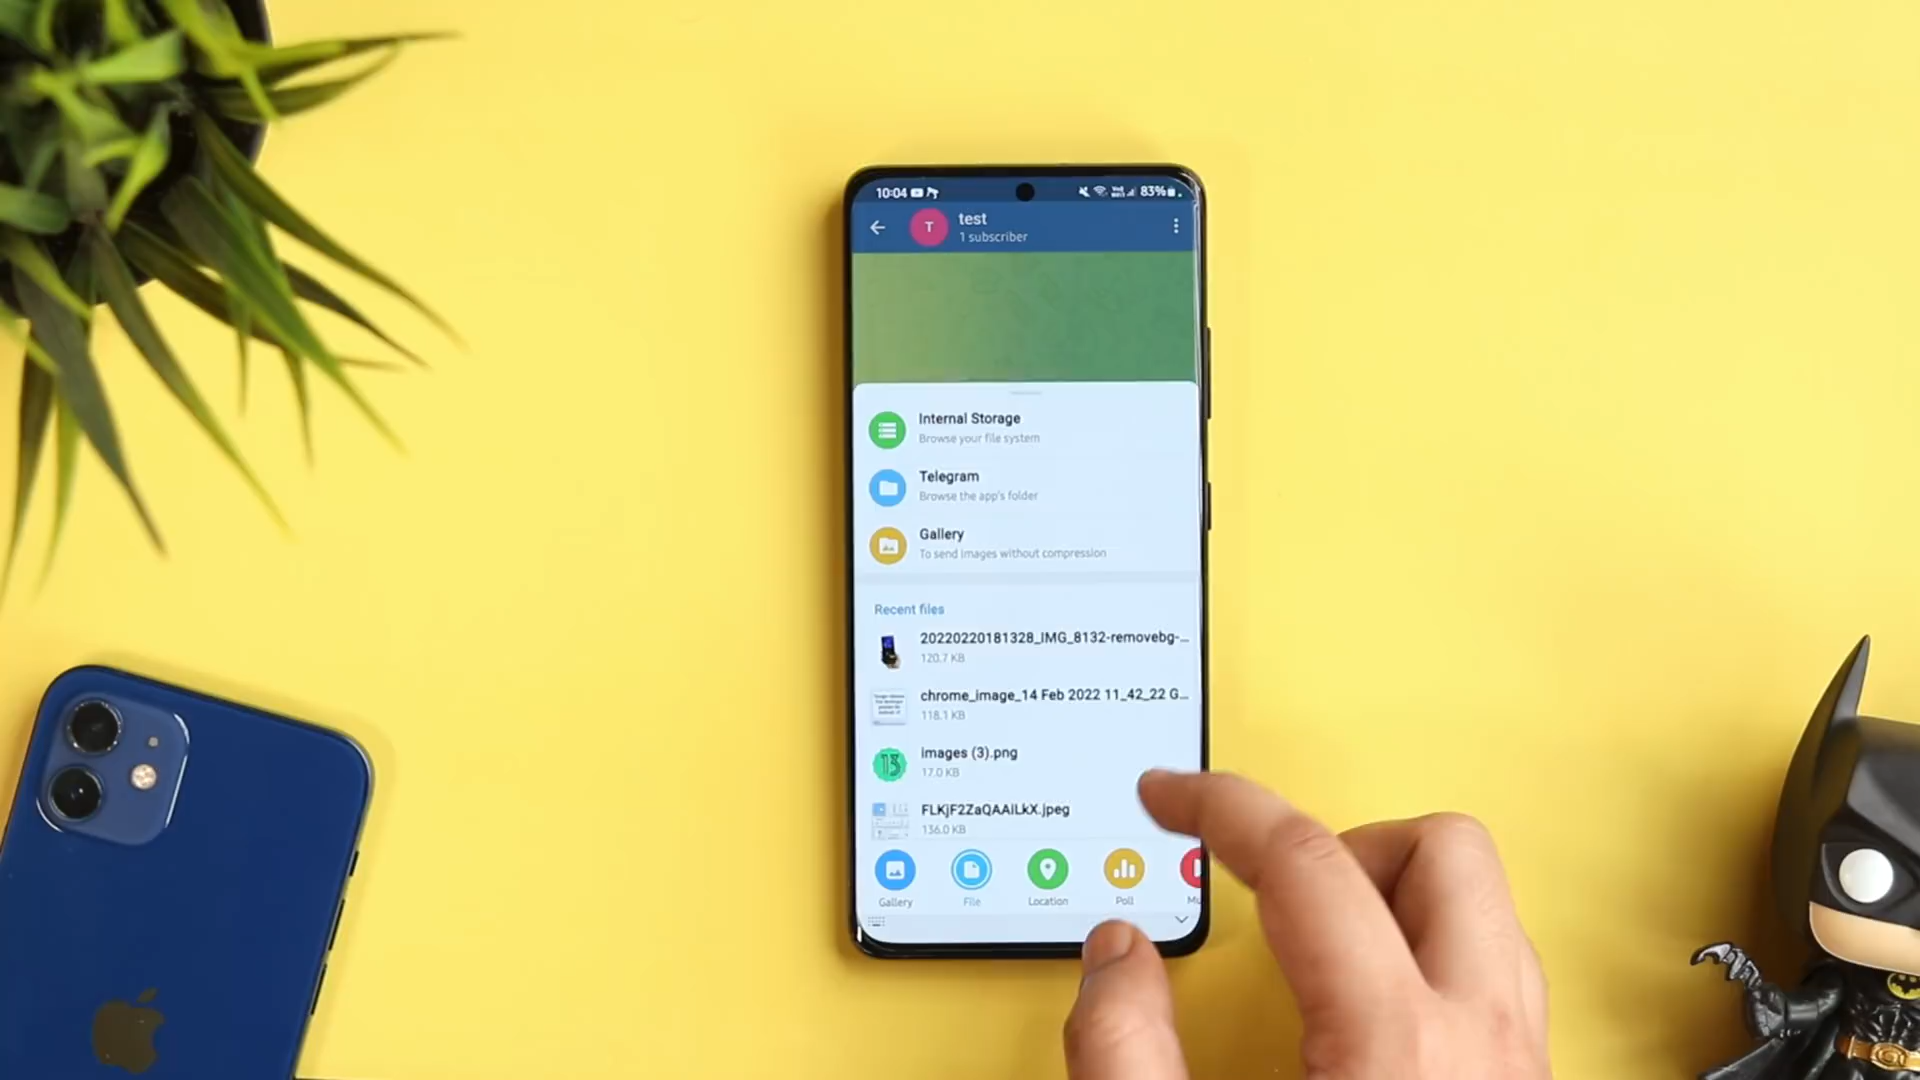 10:04
83%
T
test
1 subscriber
Internal Storage
Browse your file system
Telegram
Browse the app's folder
Gallery
To send images without compression
Recent files
20220220181328_IMG_8132-removebg-...
120.7 KB
chrome_image_14 Feb 2022 11_42_22 G...
118.1 KB
13
images (3).png
17.0 KB
FLKjF2ZaQAAILkX.jpeg
136.0 KB
Gallery
File
Location
Poll